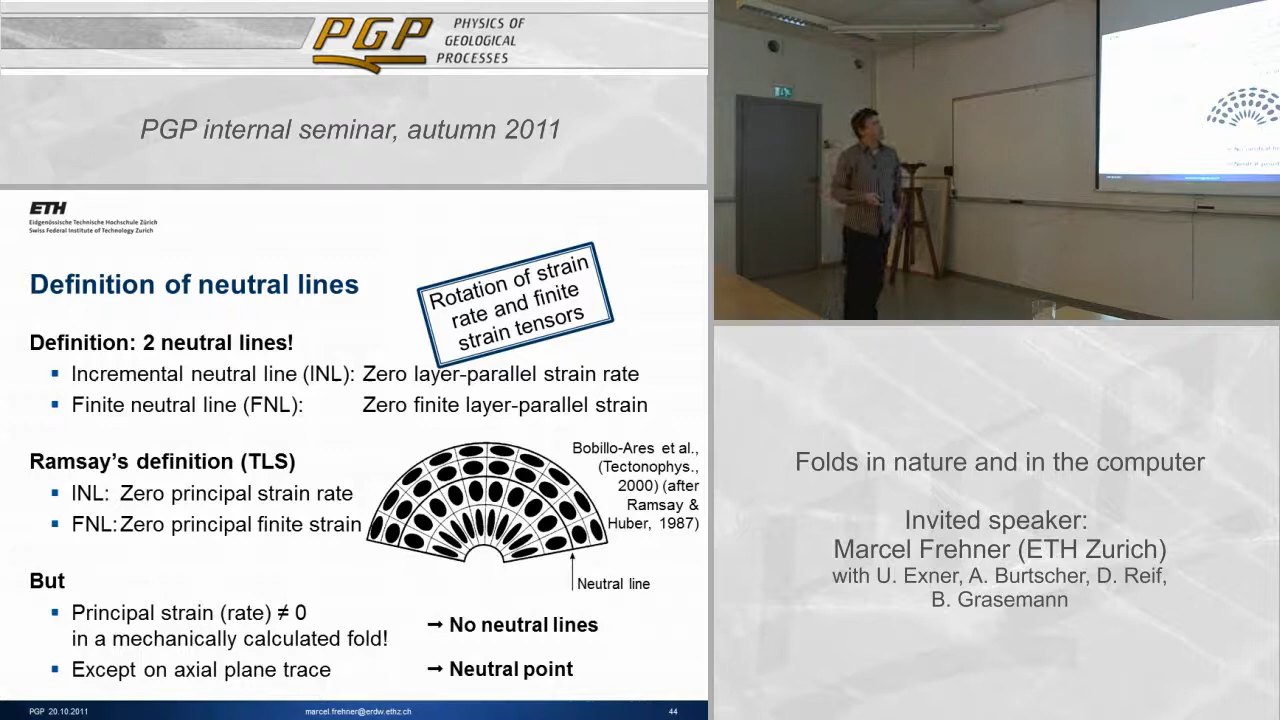 PGP
PHYSICS OF
GEOLOGICAL
PROCESSES
PGP internal seminar, autumn 2011
ETH
Eidgenössische Technische Hochschule Zürich
Swiss Federal Institute of Technology Zurich
Definition of neutral lines
Rotation of strain
rate and finite
strain tensors
Definition: 2 neutral lines!
Incremental neutral line (INL): Zero layer-parallel strain rate
Finite neutral line (FNL): Zero finite layer-parallel strain
Ramsay's definition (TLS)
INL: Zero principal strain rate
FNL: Zero principal finite strain
Bobillo-Ares et al.,
(Tectonophys.,
2000) (after
Ramsay &
Huber, 1987)
Neutral line
But
Principal strain (rate) ≠ 0
in a mechanically calculated fold!
→ No neutral lines
Except on axial plane trace → Neutral point
PGP 20.10.2011 marcel.frehner@erdw.ethz.ch 44
Folds in nature and in the computer
Invited speaker:
Marcel Frehner (ETH Zurich)
with U. Exner, A. Burtscher, D. Reif,
B. Grasemann